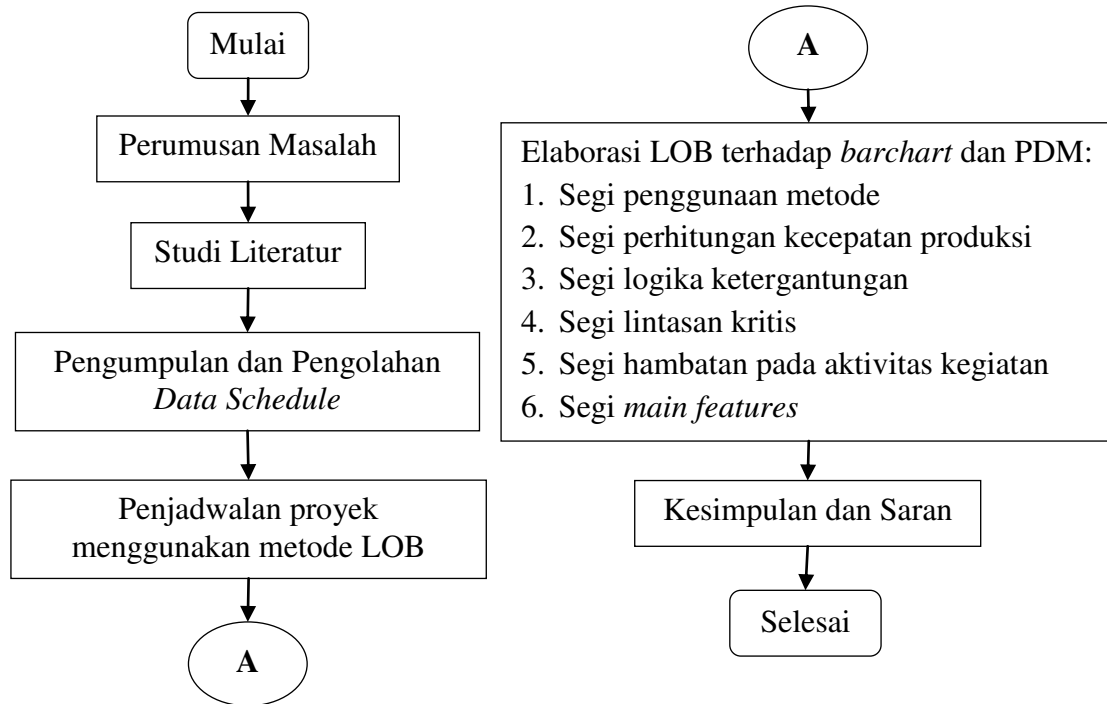 Mulai
Perumusan Masalah
Studi Literatur
Pengumpulan dan Pengolahan
Data Schedule
Penjadwalan proyek
menggunakan metode LOB
A
A
Elaborasi LOB terhadap barchart dan PDM:
1. Segi penggunaan metode
2. Segi perhitungan kecepatan produksi
3. Segi logika ketergantungan
4. Segi lintasan kritis
5. Segi hambatan pada aktivitas kegiatan
6. Segi main features
Kesimpulan dan Saran
Selesai